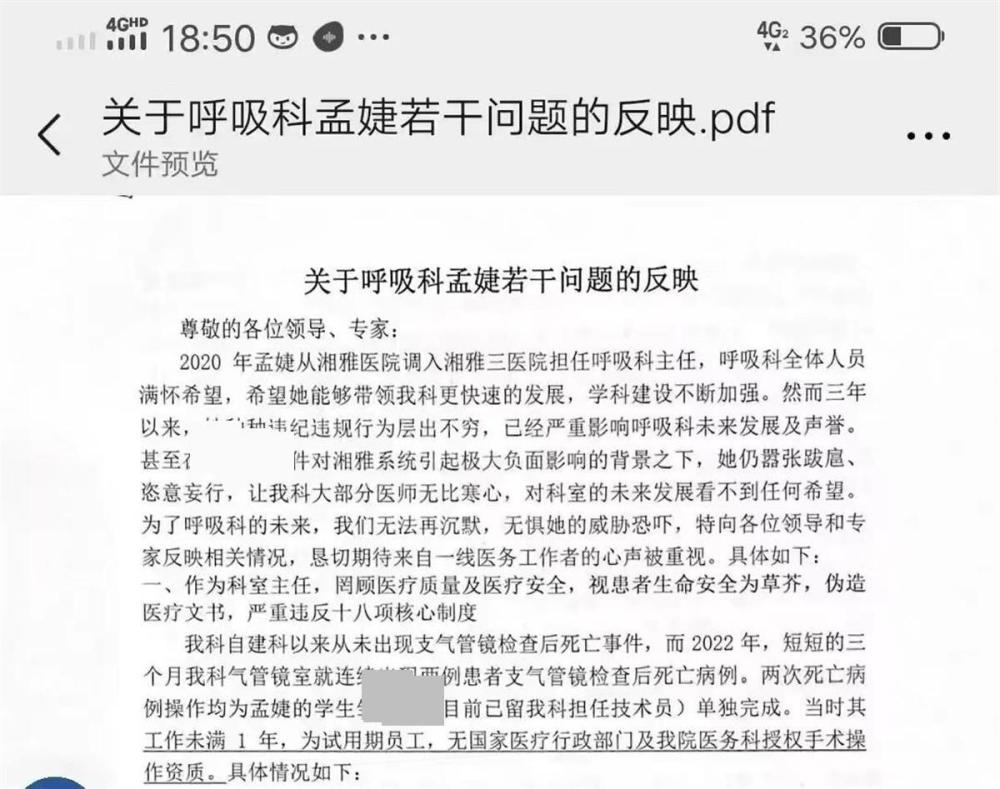 4GHD 18:50 ... 4G2 36%
关于呼吸科孟婕若干问题的反映.pdf
文件预览
关于呼吸科孟婕若干问题的反映
尊敬的各位领导、专家：
2020 年孟婕从湘雅医院调入湘雅三医院担任呼吸科主任，呼吸科全体人员
满怀希望，希望她能够带领我科更快速的发展，学科建设不断加强。然而三年
以来，种违纪违规行为层出不穷，已经严重影响呼吸科未来发展及声誉。
甚至 件对湘雅系统引起极大负面影响的背景之下，她仍嚣张跋扈、
恣意妄行，让我科大部分医师无比寒心，对科室的未来发展看不到任何希望。
为了呼吸科的未来，我们无法再沉默，无惧她的威胁恐吓，特向各位领导和专
家反映相关情况，恳切期待来自一线医务工作者的心声被重视。具体如下：
一、作为科室主任，罔顾医疗质量及医疗安全，视患者生命安全为草芥，伪造
医疗文书，严重违反十八项核心制度
我科自建科以来从未出现支气管镜检查后死亡事件，而 2022 年，短短的三
个月我科气管镜室就连续出现两例患者支气管镜检查后死亡病例。两次死亡病
例操作均为孟婕的学生 目前已留我科担任技术员）单独完成。当时其
工作未满 1 年，为试用期员工，无国家医疗行政部门及我院医务科授权手术操
作资质。具体情况如下：